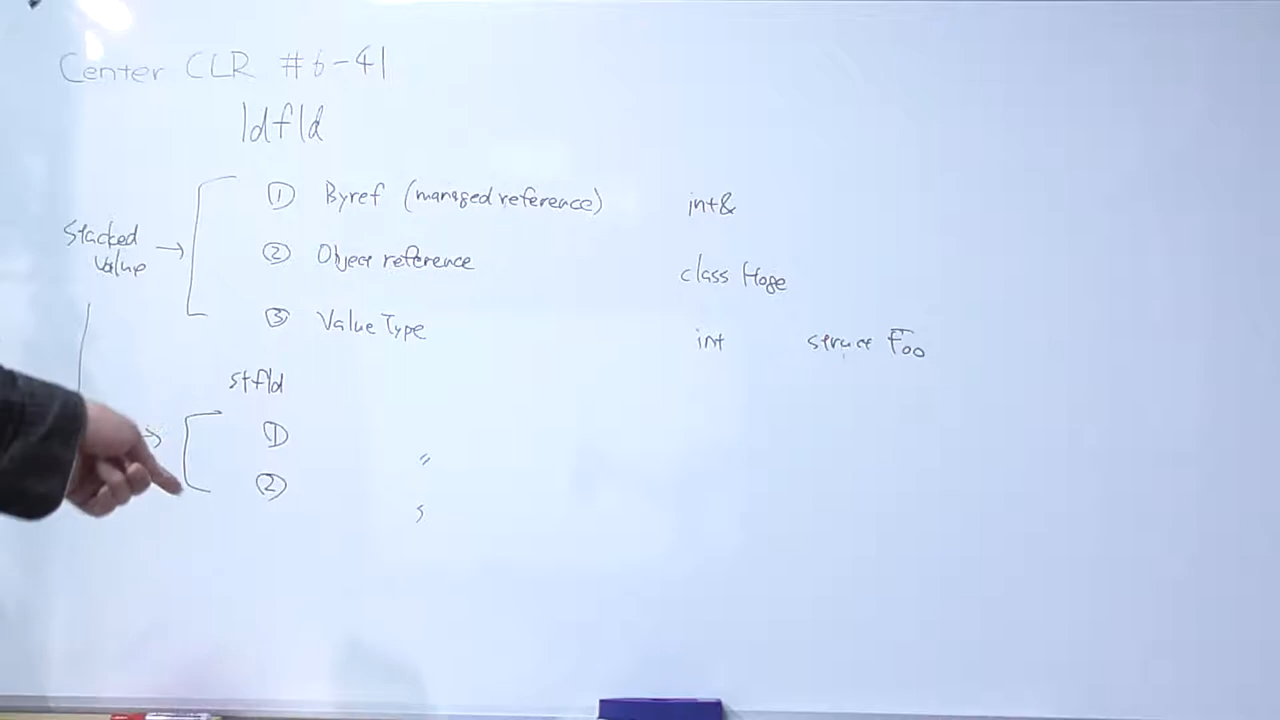 Center CLR #6-41
ldfld
① Byref (managed reference) int&
Stacked
value →
② Object reference class Hoge
③ Value Type int struct Foo
stfld
→ ① 〃
②